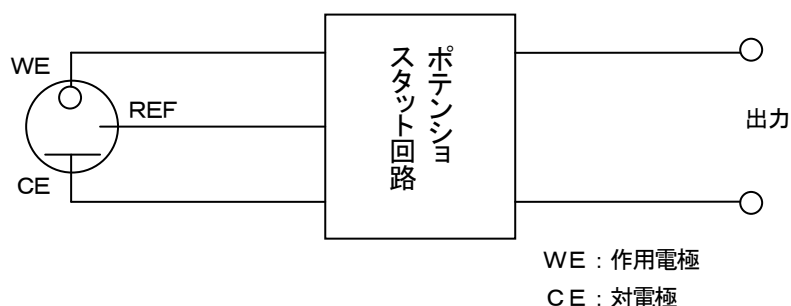 WE
REF
CE
ポテンショ
スタット回路
出力
WE：作用電極
CE：対電極